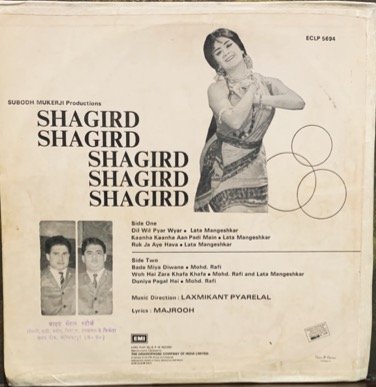 ECLP 5694
SUBODH MUKERJI Productions
SHAGIRD
SHAGIRD
SHAGIRD
SHAGIRD
SHAGIRD
Side One
Dil Wil Pyar Wyar • Lata Mangeshkar
Kaanha Kaanha Aan Padi Main • Lata Mangeshkar
Ruk Ja Aye Hava • Lata Mangeshkar
Side Two
Bada Miya Diwane • Mohd. Rafi
Woh Hai Zara Khafa Khafa • Mohd. Rafi and Lata Mangeshkar
Duniya Pagal Hai • Mohd. Rafi
Music Direction : LAXMIKANT PYARELAL
Lyrics : MAJROOH
EMI
THE GRAMOPHONE COMPANY OF INDIA LIMITED